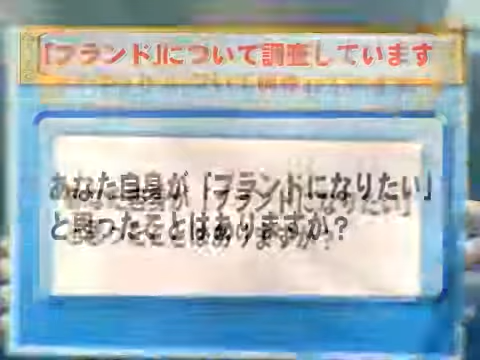 「ブランド」について調査しています
あなた自身が「ブランドになりたい」
と思ったことはありますか?